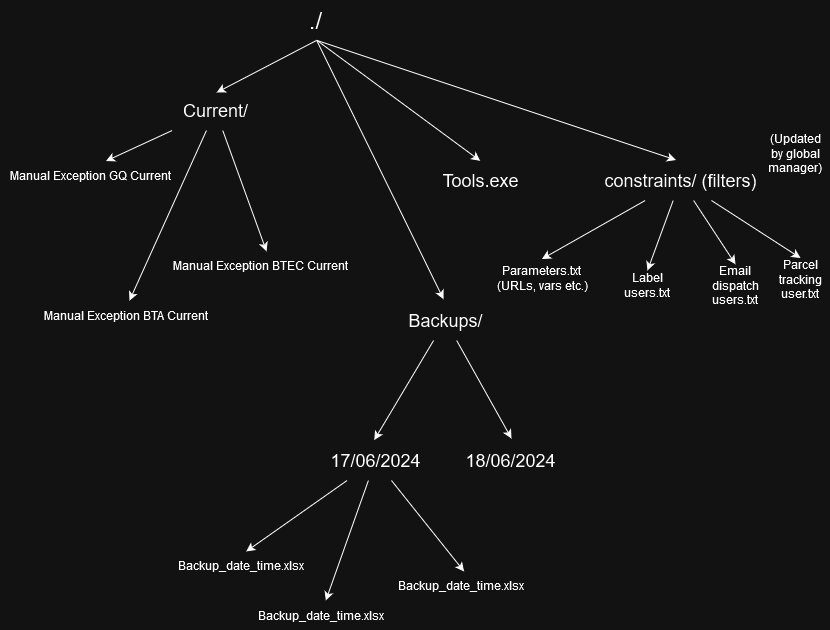 ./
Current/
(Updated
by global
manager)
Manual Exception GQ Current
Tools.exe
constraints/ (filters)
Manual Exception BTEC Current
Parameters.txt
(URLs, vars etc.)
Label
users.txt
Email
dispatch
users.txt
Parcel
tracking
user.txt
Manual Exception BTA Current
Backups/
17/06/2024
18/06/2024
Backup_date_time.xlsx
Backup_date_time.xlsx
Backup_date_time.xlsx